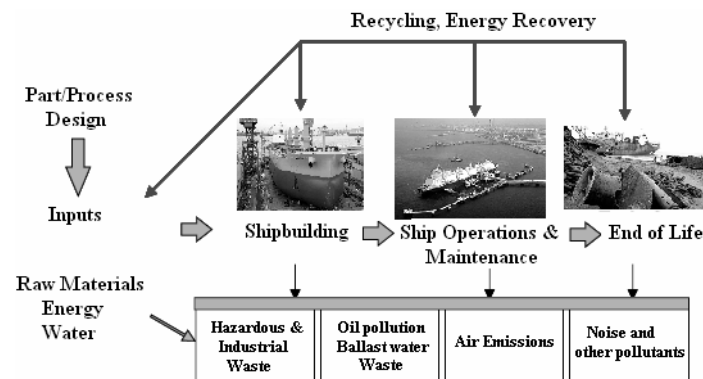 Recycling, Energy Recovery
Part/Process
Design
Inputs
Shipbuilding
Ship Operations &
Maintenance
End of Life
Raw Materials
Energy
Water
Hazardous &
Industrial
Waste
Oil pollution
Ballast water
Waste
Air Emissions
Noise and
other pollutants